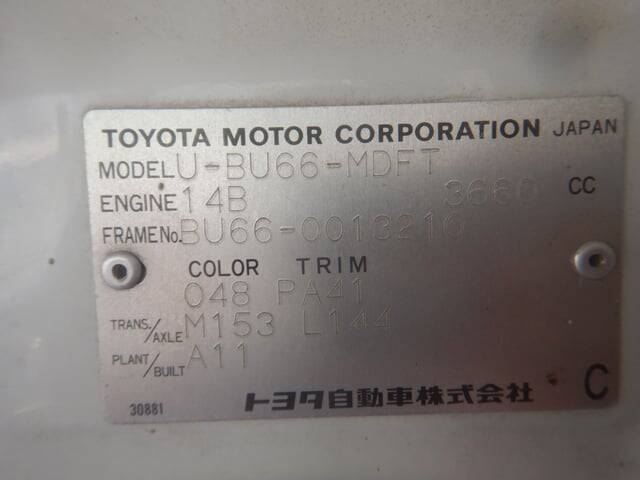 TOYOTA MOTOR CORPORATION JAPAN
MODEL U-BU66-MDFT
ENGINE 14B 3660 CC
FRAME No. BU66-0013210
COLOR TRIM
048 PA41
TRANS./AXLE M153 L144
PLANT/BUILT A11
30881 トヨタ自動車株式会社 C